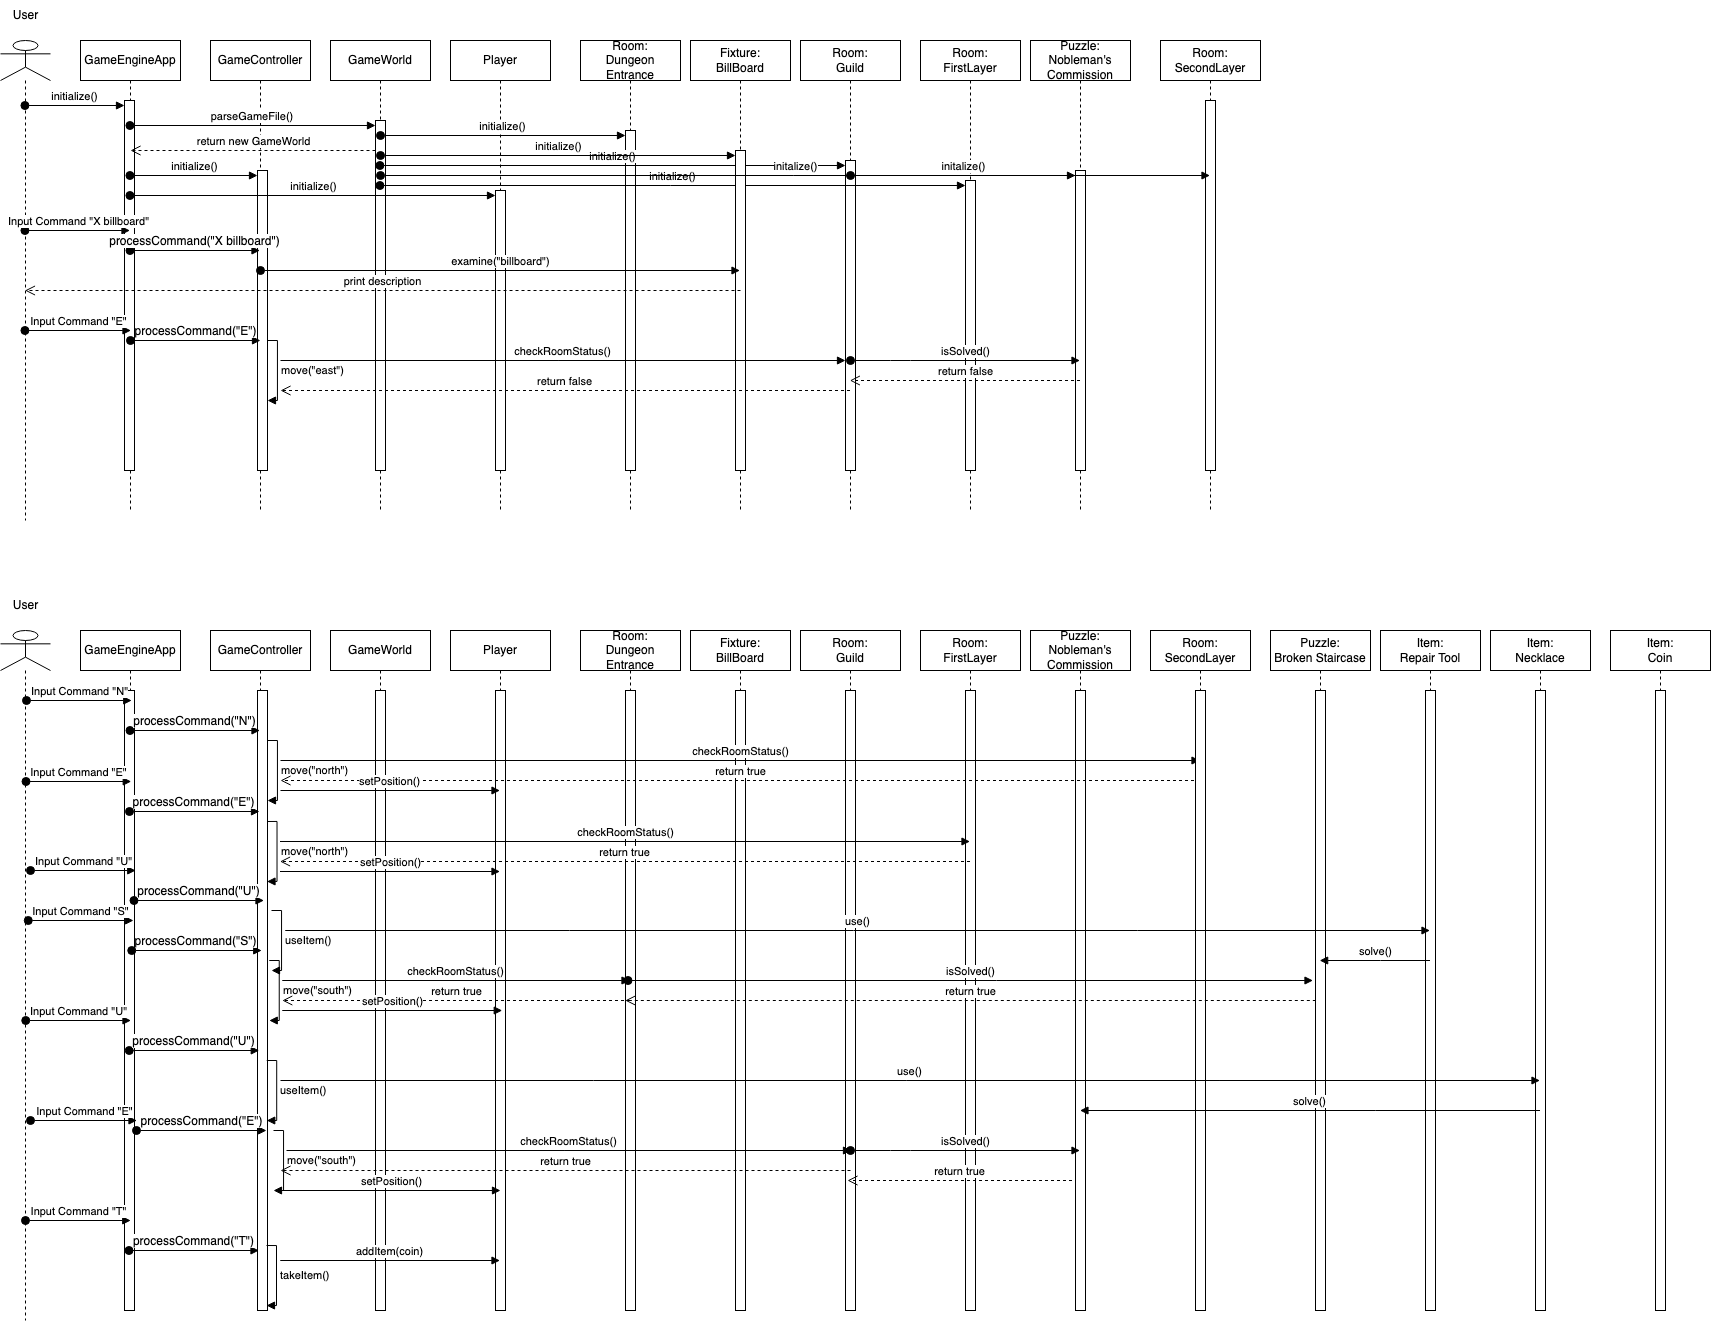 User
GameEngineApp
GameController
GameWorld
Player
Room:
Dungeon
Entrance
Fixture:
BillBoard
Room:
Guild
Room:
FirstLayer
Puzzle:
Nobleman's
Commission
Room:
SecondLayer
initialize()
parseGameFile()
initialize()
return new GameWorld
initialize()
initialize()
initialize()
initalize()
initalize()
initialize()
initialize()
Input Command "X billboard"
processCommand("X billboard")
examine("billboard")
print description
Input Command "E"
processCommand("E")
checkRoomStatus()
isSolved()
move("east")
return false
return false
User
GameEngineApp
GameController
GameWorld
Player
Room:
Dungeon
Entrance
Fixture:
BillBoard
Room:
Guild
Room:
FirstLayer
Puzzle:
Nobleman's
Commission
Room:
SecondLayer
Puzzle:
Broken Staircase
Item:
Repair Tool
Item:
Necklace
Item:
Coin
Input Command "N"
processCommand("N")
checkRoomStatus()
move("north")
return true
Input Command "E"
setPosition()
processCommand("E")
checkRoomStatus()
move("north")
return true
Input Command "U"
setPosition()
processCommand("U")
Input Command "S"
use()
processCommand("S")
useItem()
solve()
checkRoomStatus()
isSolved()
move("south")
return true
return true
setPosition()
Input Command "U"
processCommand("U")
use()
useItem()
solve()
Input Command "E"
processCommand("E")
checkRoomStatus()
isSolved()
move("south")
return true
return true
setPosition()
Input Command "T"
processCommand("T")
addItem(coin)
takeItem()